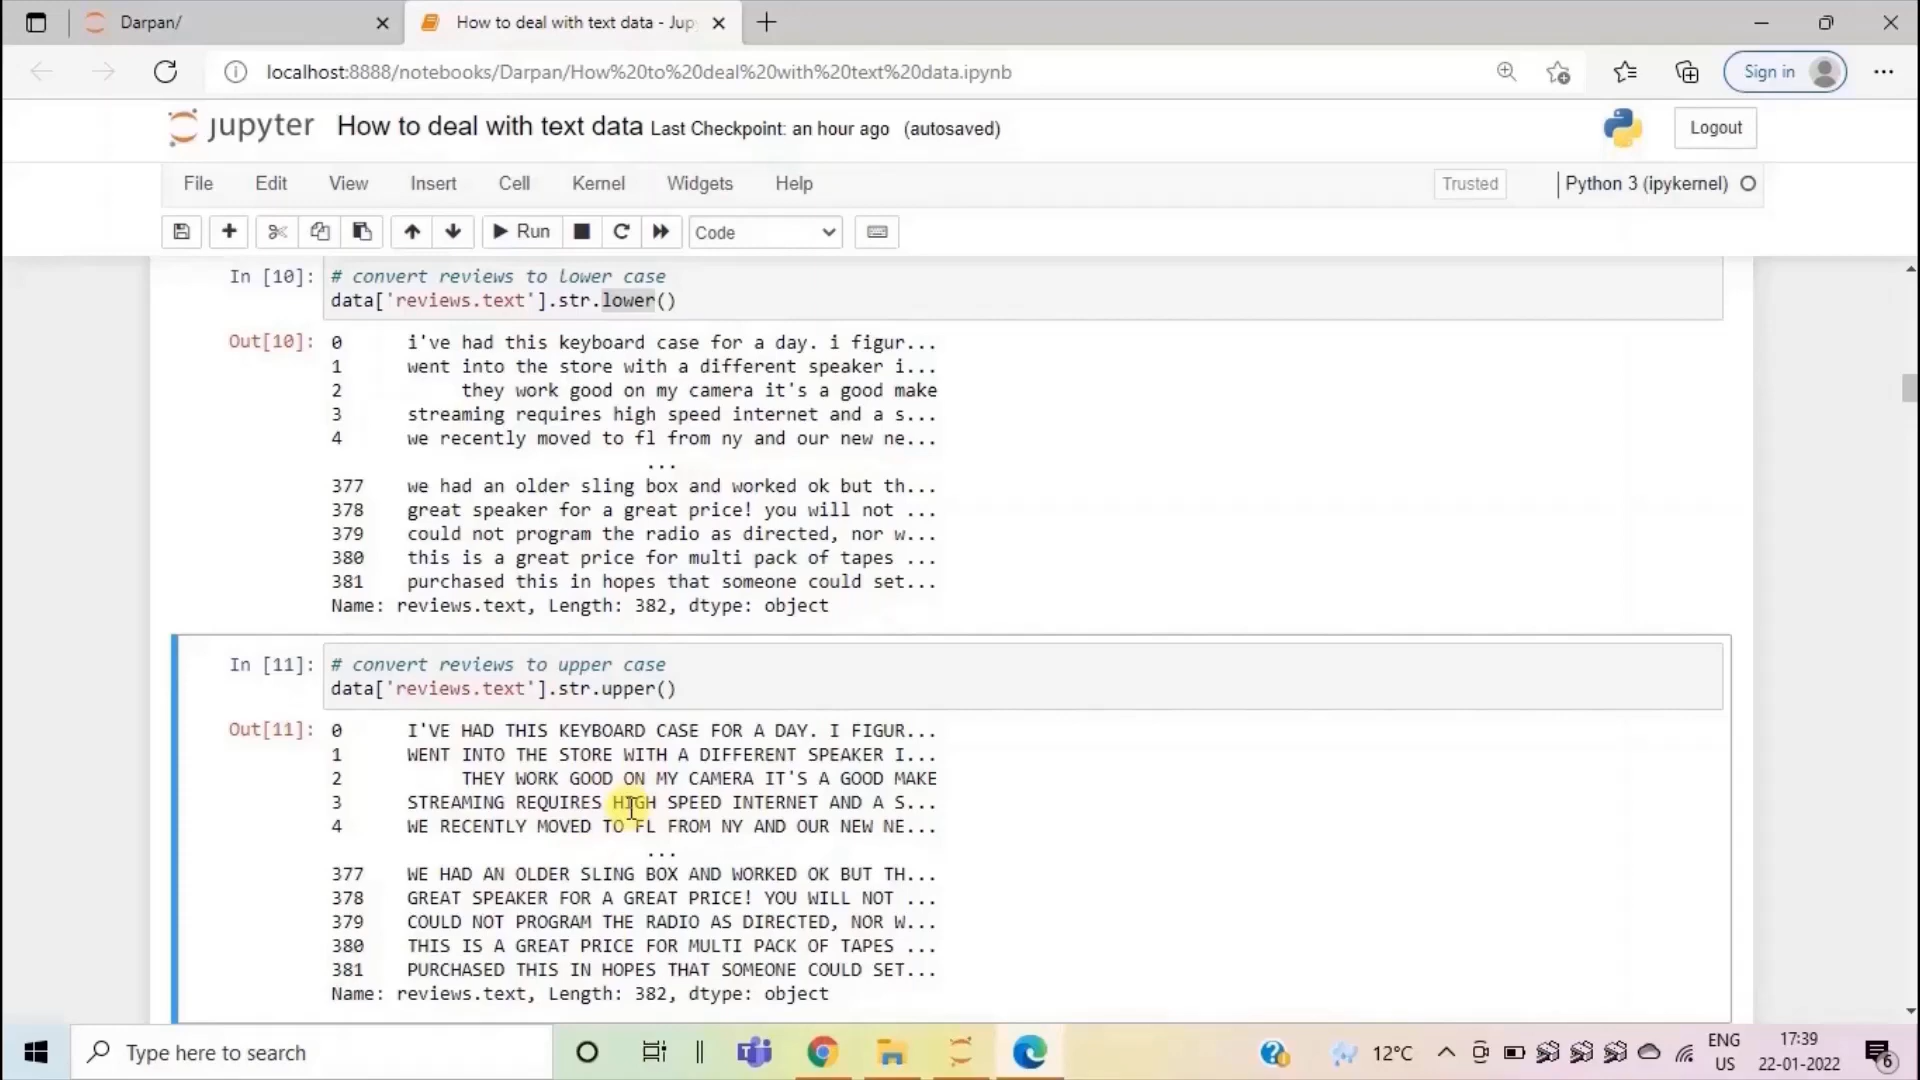 Darpan/
How to deal with text data - Jup
localhost:8888/notebooks/Darpan/How%20to%20deal%20with%20text%20data.ipynb
Sign in
jupyter How to deal with text data Last Checkpoint: an hour ago (autosaved)
Logout
File Edit View Insert Cell Kernel Widgets Help
Trusted
Python 3 (ipykernel)
Run
Code
In [10]: # convert reviews to lower case
data['reviews.text'].str.lower()
Out[10]: 0 i've had this keyboard case for a day. i figur...
1 went into the store with a different speaker i...
2 they work good on my camera it's a good make
3 streaming requires high speed internet and a s...
4 we recently moved to fl from ny and our new ne...
...
377 we had an older sling box and worked ok but th...
378 great speaker for a great price! you will not ...
379 could not program the radio as directed, nor w...
380 this is a great price for multi pack of tapes ...
381 purchased this in hopes that someone could set...
Name: reviews.text, Length: 382, dtype: object
In [11]: # convert reviews to upper case
data['reviews.text'].str.upper()
Out[11]: 0 I'VE HAD THIS KEYBOARD CASE FOR A DAY. I FIGUR...
1 WENT INTO THE STORE WITH A DIFFERENT SPEAKER I...
2 THEY WORK GOOD ON MY CAMERA IT'S A GOOD MAKE
3 STREAMING REQUIRES HIGH SPEED INTERNET AND A S...
4 WE RECENTLY MOVED TO FL FROM NY AND OUR NEW NE...
...
377 WE HAD AN OLDER SLING BOX AND WORKED OK BUT TH...
378 GREAT SPEAKER FOR A GREAT PRICE! YOU WILL NOT ...
379 COULD NOT PROGRAM THE RADIO AS DIRECTED, NOR W...
380 THIS IS A GREAT PRICE FOR MULTI PACK OF TAPES ...
381 PURCHASED THIS IN HOPES THAT SOMEONE COULD SET...
Name: reviews.text, Length: 382, dtype: object
Type here to search
12°C
ENG
US
17:39
22-01-2022
6